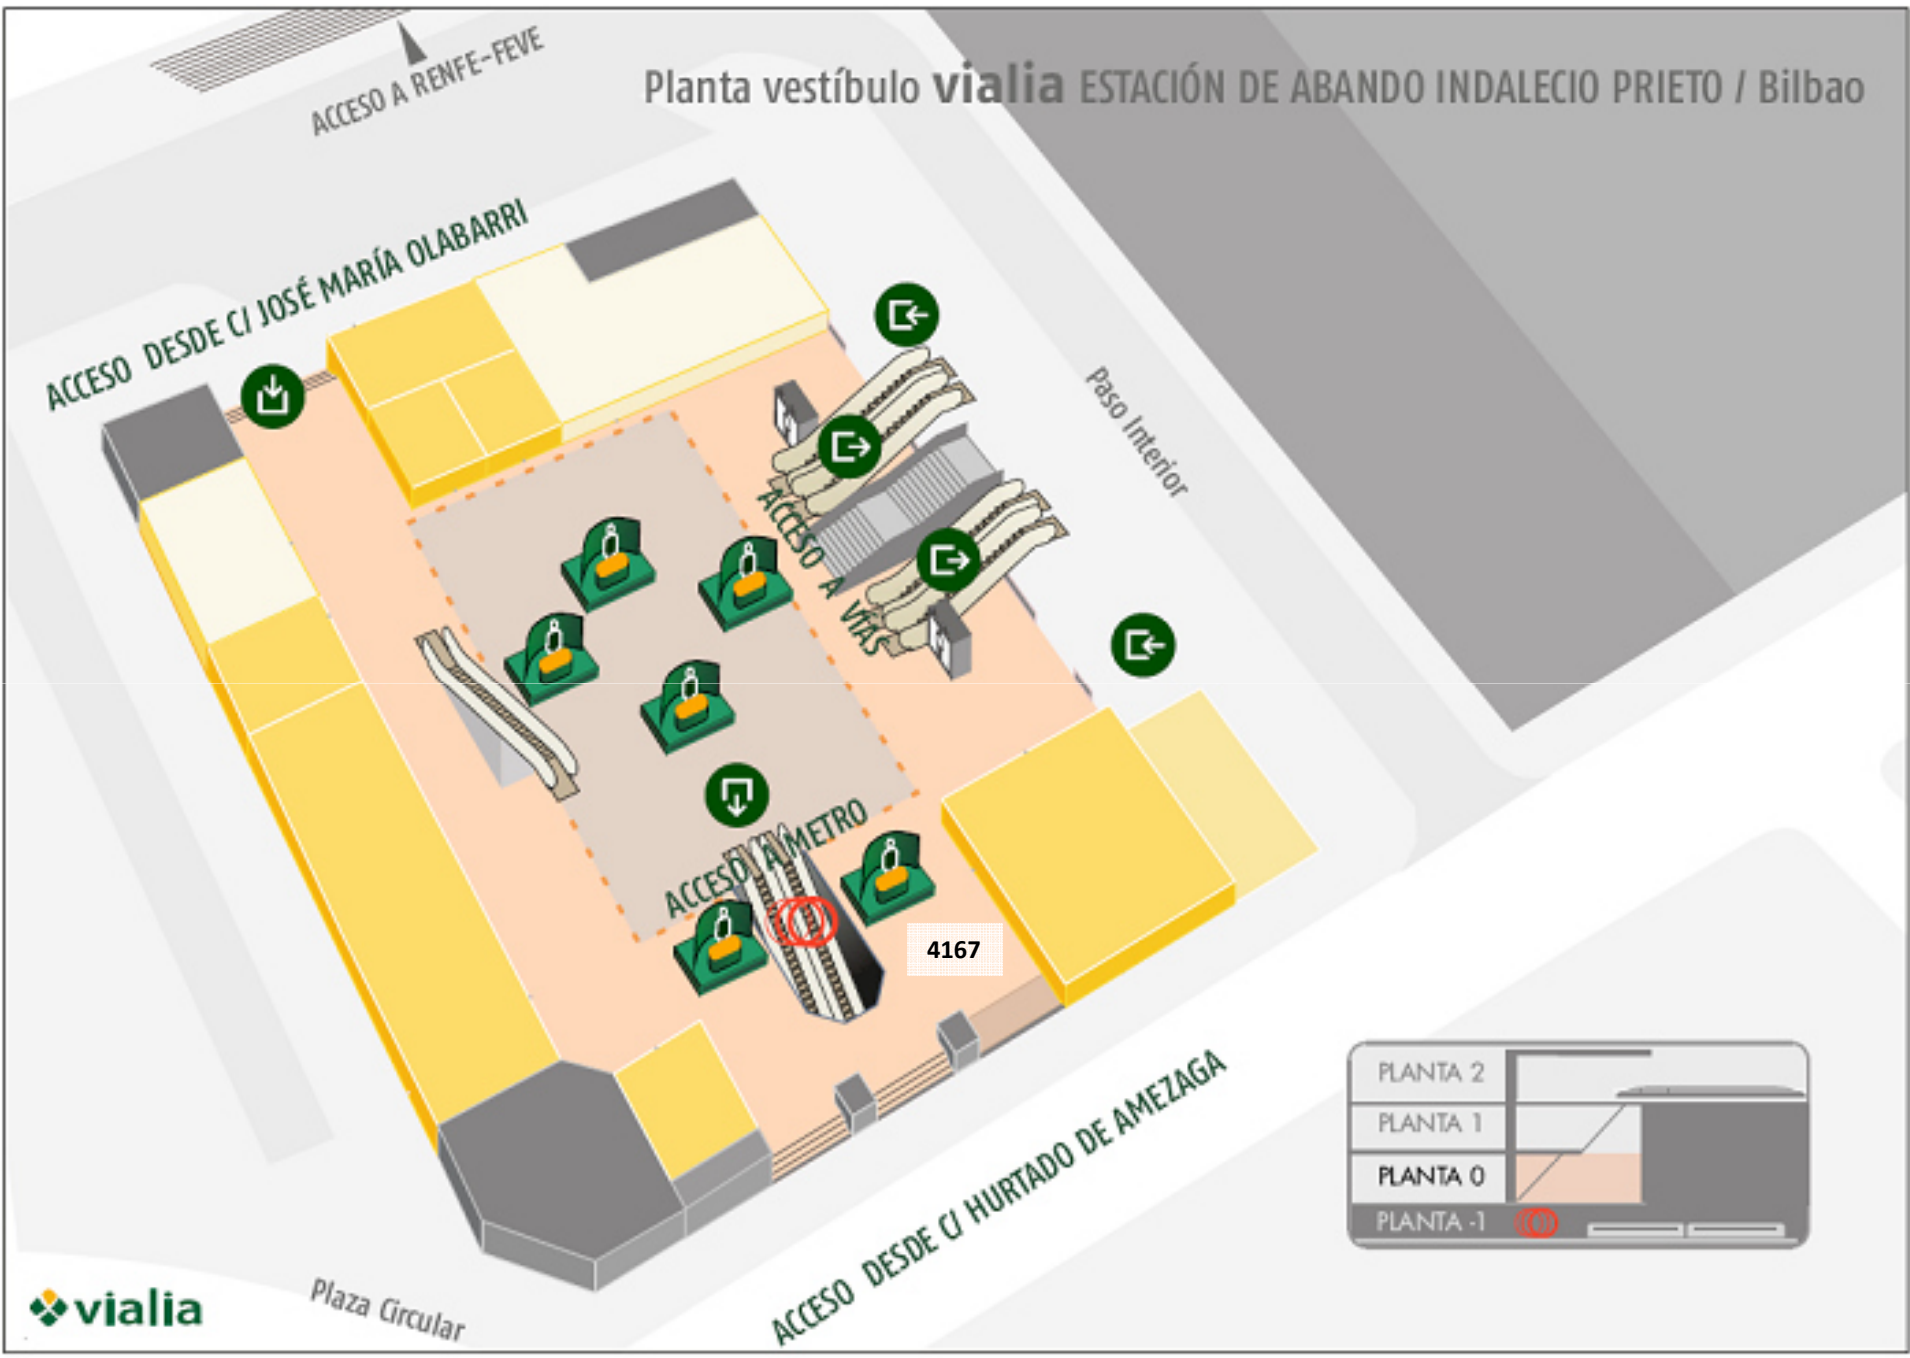 ACCESO A RENFE-FEVE
Planta vestíbulo vialia ESTACIÓN DE ABANDO INDALECIO PRIETO / Bilbao
ACCESO DESDE C/ JOSÉ MARÍA OLABARRI
Paso Interior
ACCESO A VÍAS
ACCESO A METRO
4167
ACCESO DESDE C/ HURTADO DE AMEZAGA
PLANTA 2
PLANTA 1
PLANTA 0
PLANTA -1
vialia
Plaza Circular